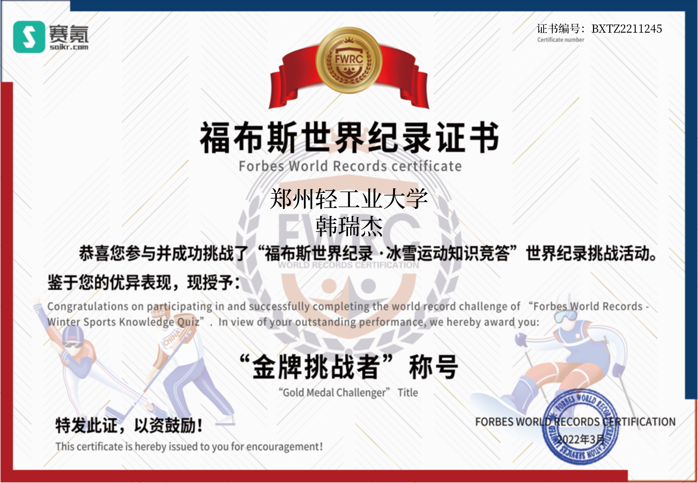 赛氪
saikr.com
证书编号：BXTZ2211245
Certificate number
FWRC
福布斯世界纪录证书
Forbes World Records certificate
郑州轻工业大学
韩瑞杰
FWRC
WORLD RECORDS CERTIFICATION
恭喜您参与并成功挑战了“福布斯世界纪录·冰雪运动知识竞答”世界纪录挑战活动。
鉴于您的优异表现，现授予：
Congratulations on participating in and successfully completing the world record challenge of “Forbes World Records -
Winter Sports Knowledge Quiz”. In view of your outstanding performance, we hereby award you:
“金牌挑战者”称号
“Gold Medal Challenger” Title
特发此证，以资鼓励！
This certificate is hereby issued to you for encouragement!
FORBES WORLD RECORDS CERTIFICATION
2022年3月